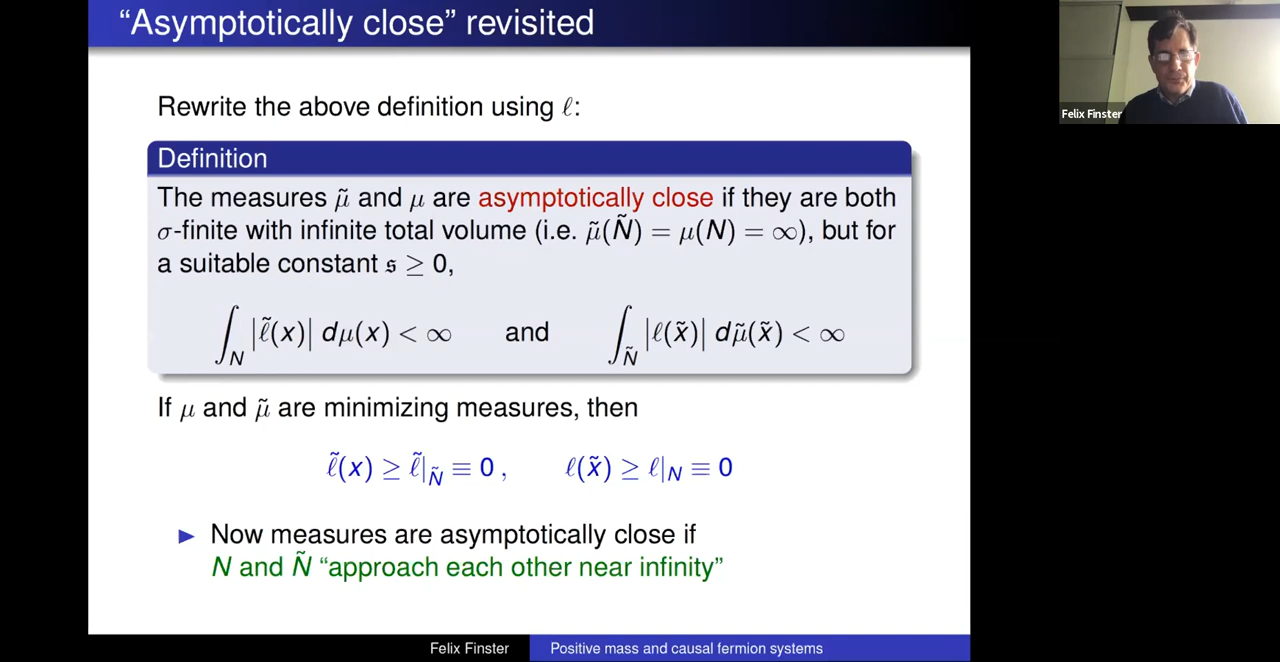 “Asymptotically close” revisited
Rewrite the above definition using ℓ:
Definition
The measures μ̃ and μ are asymptotically close if they are both
σ-finite with infinite total volume (i.e. μ̃(Ñ) = μ(N) = ∞), but for
a suitable constant 𝔰 ≥ 0,
∫_N |ℓ̃(x)| dμ(x) < ∞ and ∫_Ñ |ℓ(x̃)| dμ̃(x̃) < ∞
If μ and μ̃ are minimizing measures, then
ℓ̃(x) ≥ ℓ̃|_Ñ ≡ 0 , ℓ(x̃) ≥ ℓ|_N ≡ 0
▶ Now measures are asymptotically close if
N and Ñ “approach each other near infinity”
Felix Finster Positive mass and causal fermion systems
Felix Finster